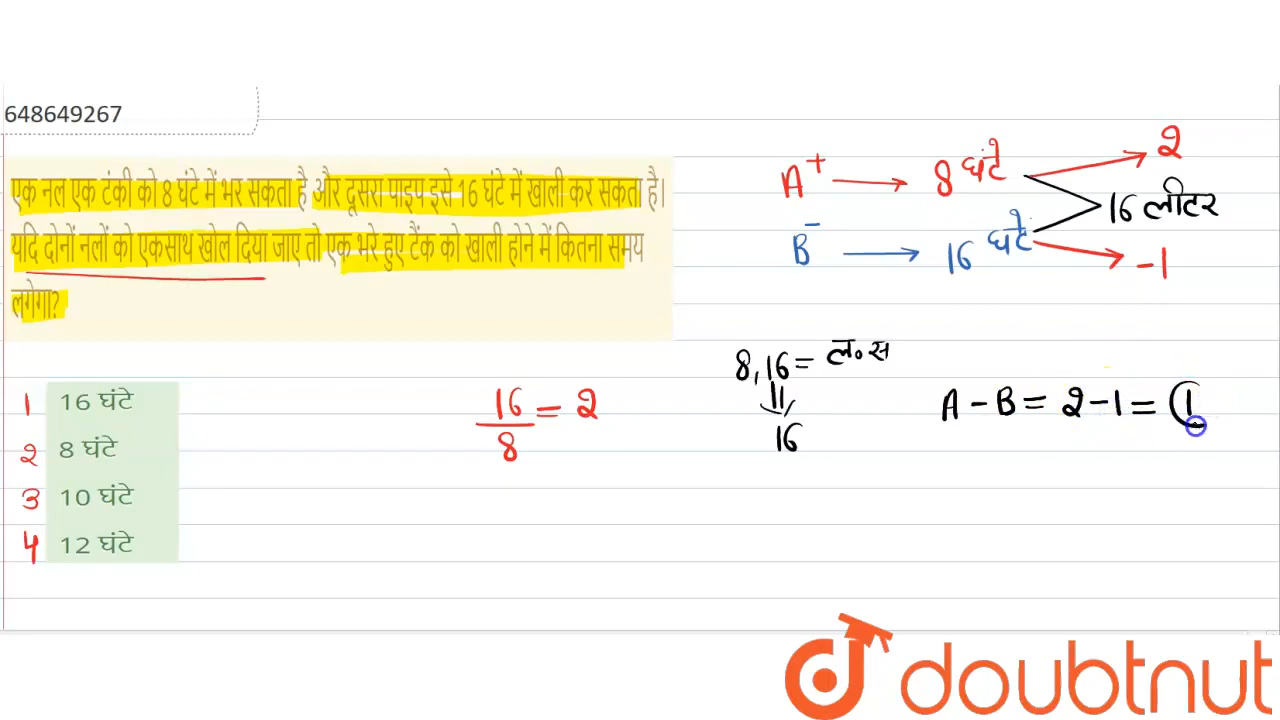 648649267
एक नल एक टंकी को 8 घंटे में भर सकता है और दूसरा पाइप इसे 16 घंटे में खाली कर सकता है।
यदि दोनों नलों को एकसाथ खोल दिया जाए तो एक भरे हुए टैंक को खाली होने में कितना समय
लगेगा?
1 16 घंटे
2 8 घंटे
3 10 घंटे
4 12 घंटे
16/8 = 2
A+ → 8 घंटे 2
16 लीटर
B- → 16 घंटे -1
8,16 = ल॰स
16
A - B = 2 - 1 = 1
doubtnut